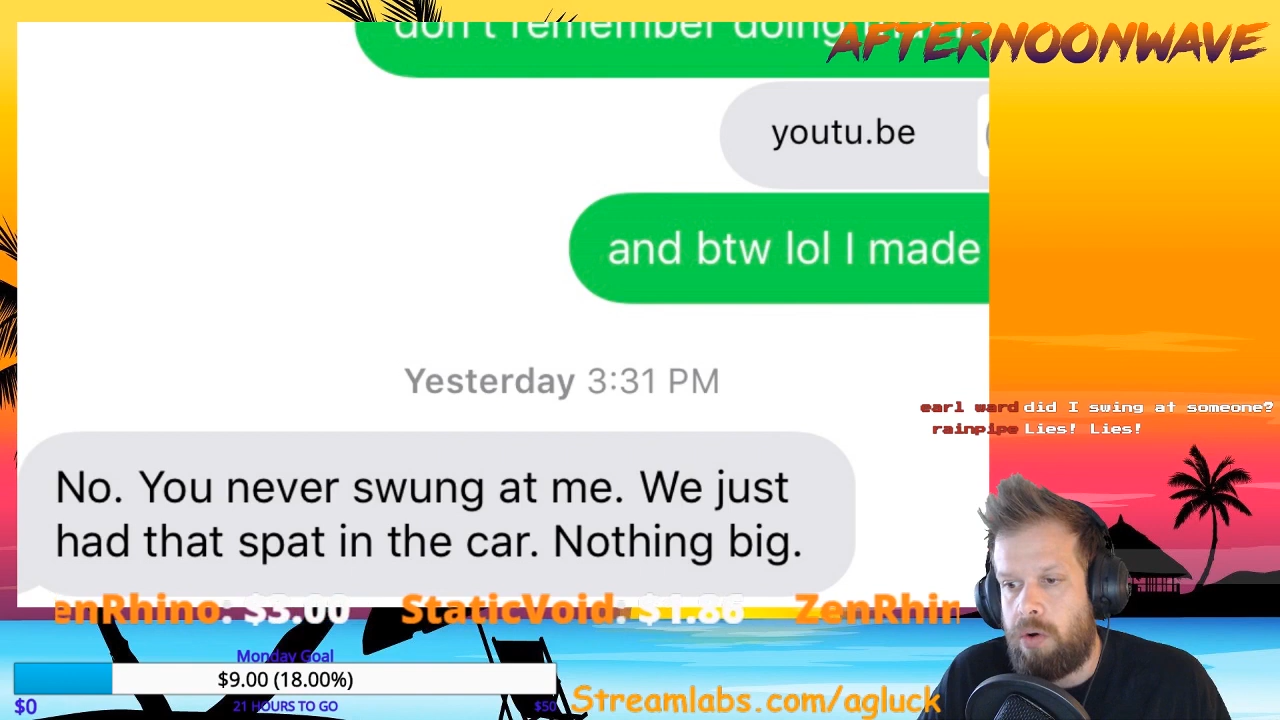 don't remember doing
AFTERNOONWAVE
youtu.be
and btw lol I made
Yesterday 3:31 PM
earl ward did I swing at someone?
rainpipe Lies! Lies!
No. You never swung at me. We just
had that spat in the car. Nothing big.
enRhino: $3.00 StaticVoid: $1.86 ZenRhin
Monday Goal
$9.00 (18.00%)
$0 21 HOURS TO GO $50
Streamlabs.com/agluck